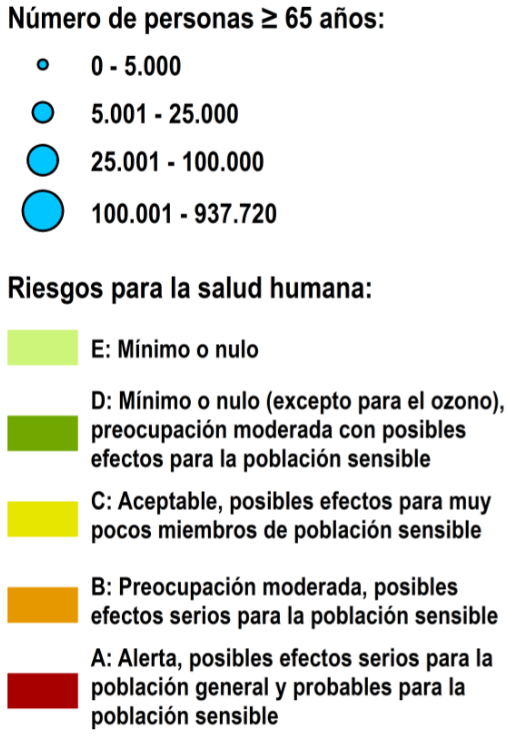 Número de personas ≥ 65 años:
0 - 5.000
5.001 - 25.000
25.001 - 100.000
100.001 - 937.720
Riesgos para la salud humana:
E: Mínimo o nulo
D: Mínimo o nulo (excepto para el ozono),
preocupación moderada con posibles
efectos para la población sensible
C: Aceptable, posibles efectos para muy
pocos miembros de población sensible
B: Preocupación moderada, posibles
efectos serios para la población sensible
A: Alerta, posibles efectos serios para la
población general y probables para la
población sensible